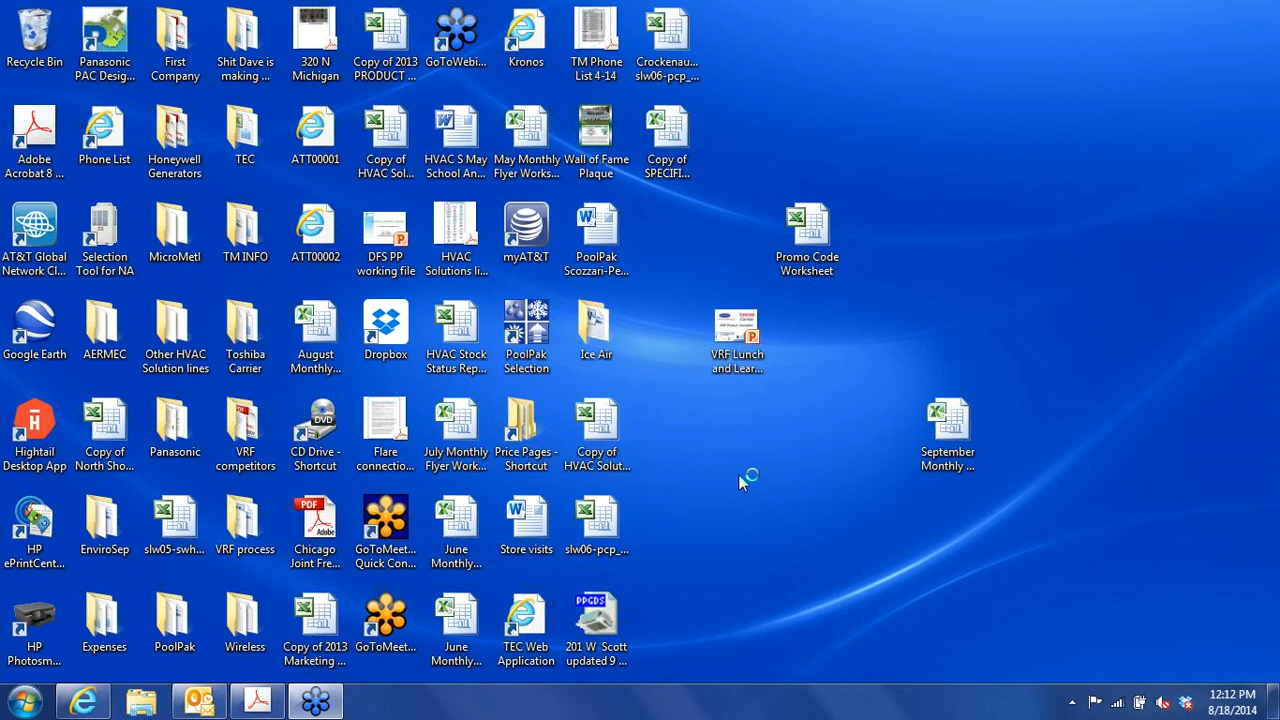 Recycle Bin
Panasonic
PAC Desig...
First
Company
Shit Dave is
making ...
320 N
Michigan
Copy of 2013
PRODUCT ...
GoToWebi...
Kronos
TM Phone
List 4-14
Crockenau...
slw06-pcp_...
Adobe
Acrobat 8 ...
Phone List
Honeywell
Generators
TEC
ATT00001
Copy of
HVAC Sol...
HVAC S May
School An...
May Monthly
Flyer Works...
Wall of Fame
Plaque
Copy of
SPECIFI...
AT&T Global
Network Cl...
Selection
Tool for NA
MicroMetl
TM INFO
ATT00002
DFS PP
working file
HVAC
Solutions li...
myAT&T
PoolPak
Scozzari-Pe...
Promo Code
Worksheet
Google Earth
AERMEC
Other HVAC
Solution lines
Toshiba
Carrier
August
Monthly...
Dropbox
HVAC Stock
Status Rep...
PoolPak
Selection
Ice Air
VRF Lunch
and Lear...
Hightail
Desktop App
Copy of
North Sho...
Panasonic
VRF
competitors
DVD
CD Drive -
Shortcut
Flare
connectio...
July Monthly
Flyer Work...
Price Pages -
Shortcut
Copy of
HVAC Solut...
September
Monthly ...
HP
ePrintCent...
EnviroSep
slw05-swh...
VRF process
PDF
Adobe
Chicago
Joint Fre...
GoToMeet...
Quick Con...
June
Monthly...
Store visits
slw06-pcp_...
HP
Photosm...
Expenses
PoolPak
Wireless
Copy of 2013
Marketing ...
GoToMeet...
June
Monthly...
TEC Web
Application
PPGDS
201 W Scott
updated 9 ...
12:12 PM
8/18/2014